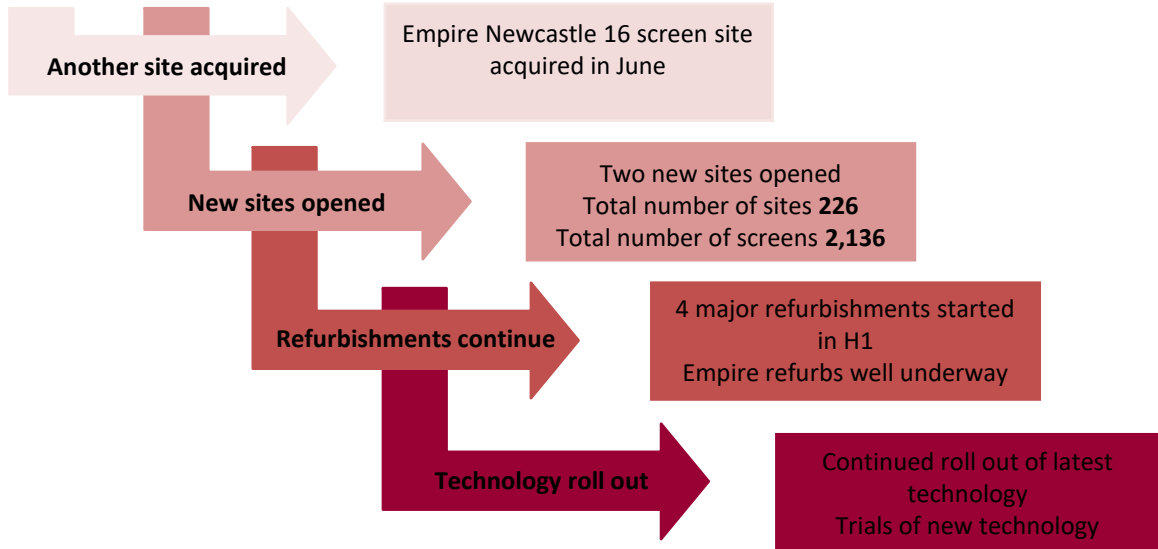 Another site acquired
Empire Newcastle 16 screen site
acquired in June
New sites opened
Two new sites opened
Total number of sites 226
Total number of screens 2,136
Refurbishments continue
4 major refurbishments started
in H1
Empire refurbs well underway
Technology roll out
Continued roll out of latest
technology
Trials of new technology